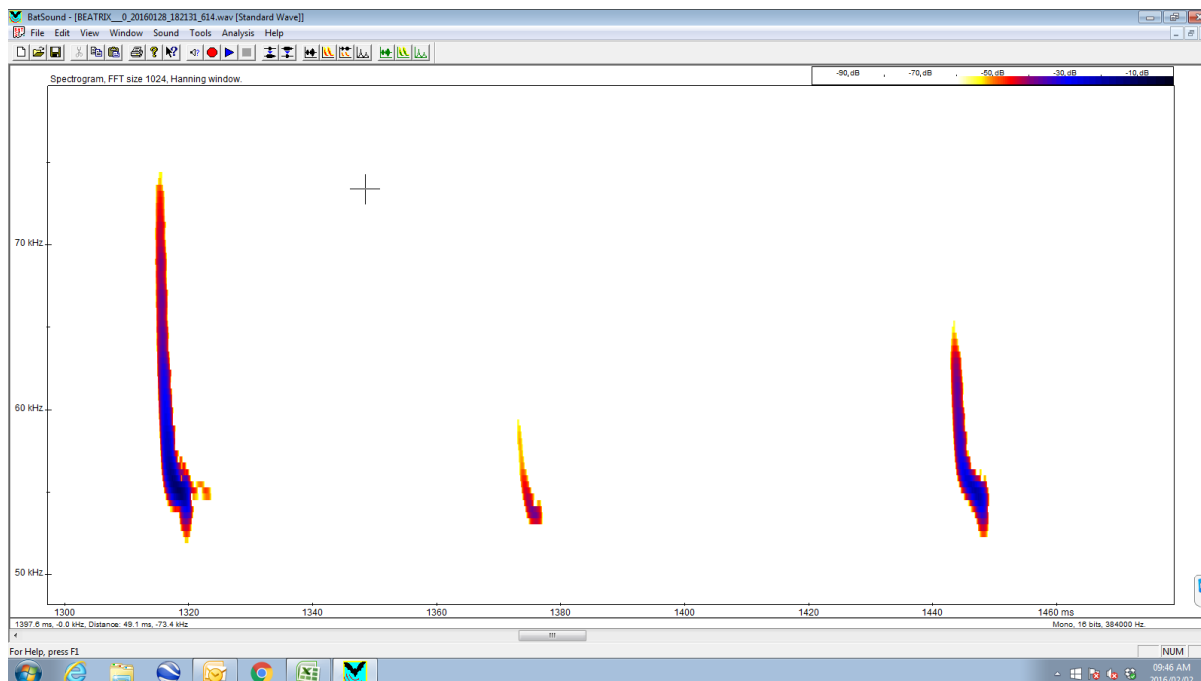 BatSound - [BEATRIX__0_20160128_182131_614.wav [Standard Wave]]
File Edit View Window Sound Tools Analysis Help
Spectrogram, FFT size 1024, Hanning window.
-90, dB , -70, dB , -50, dB -30, dB -10, dB
70 kHz
60 kHz
50 kHz
1300 1320 1340 1360 1380 1400 1420 1440 1460 ms
1397.6 ms, -0.0 kHz, Distance: 49.1 ms, -73.4 kHz Mono, 16 bits, 384000 Hz.
For Help, press F1 NUM
09:46 AM
2016/02/02